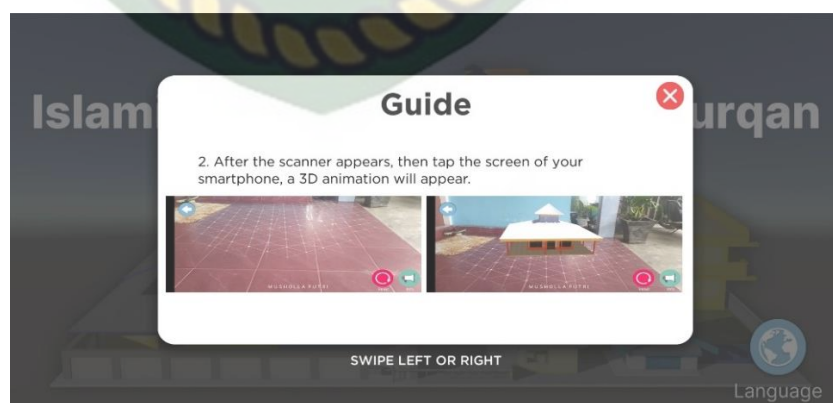 Islami
urqan
Guide
2. After the scanner appears, then tap the screen of your
smartphone, a 3D animation will appear.
MUSHOLLA PUTRI
MUSHOLLA PUTRI
SWIPE LEFT OR RIGHT
Language